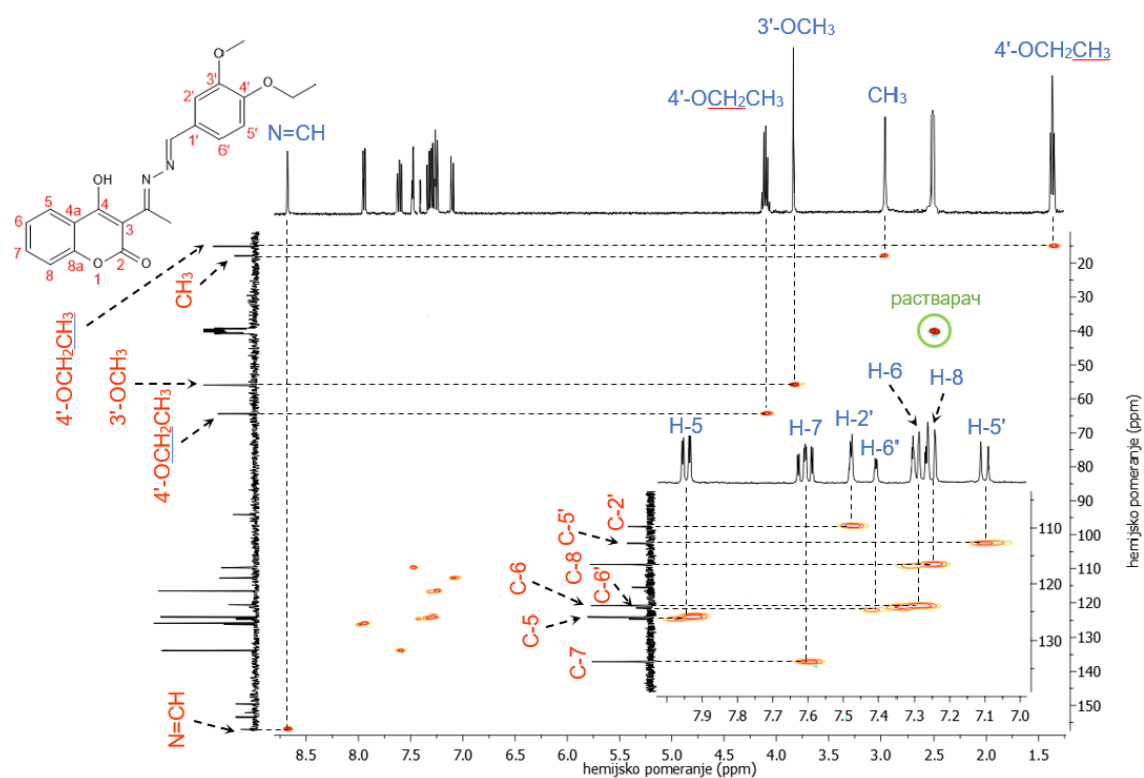 3'-OCH3
4'-OCH2CH3
4'-OCH2CH3
CH3
N=CH
O
O
3'
4'
2'
5'
1'
6'
N
N
OH
5
4a
4
6
3
7
8a
2
8
O
1
O
CH3
4'-OCH2CH3
3'-OCH3
4'-OCH2CH3
N=CH
растварач
H-5
H-7
H-2'
H-6'
H-6
H-8
H-5'
C-2'
C-5'
C-8
C-6
C-6'
C-5
C-7
110
120
130
7.9 7.8 7.7 7.6 7.5 7.4 7.3 7.2 7.1 7.0
20
30
40
50
60
70
80
90
100
110
120
130
140
150
hemijsko pomeranje (ppm)
8.5 8.0 7.5 7.0 6.0 5.5 5.0 4.5 4.0 3.5 3.0 2.5 2.0 1.5
hemijsko pomeranje (ppm)